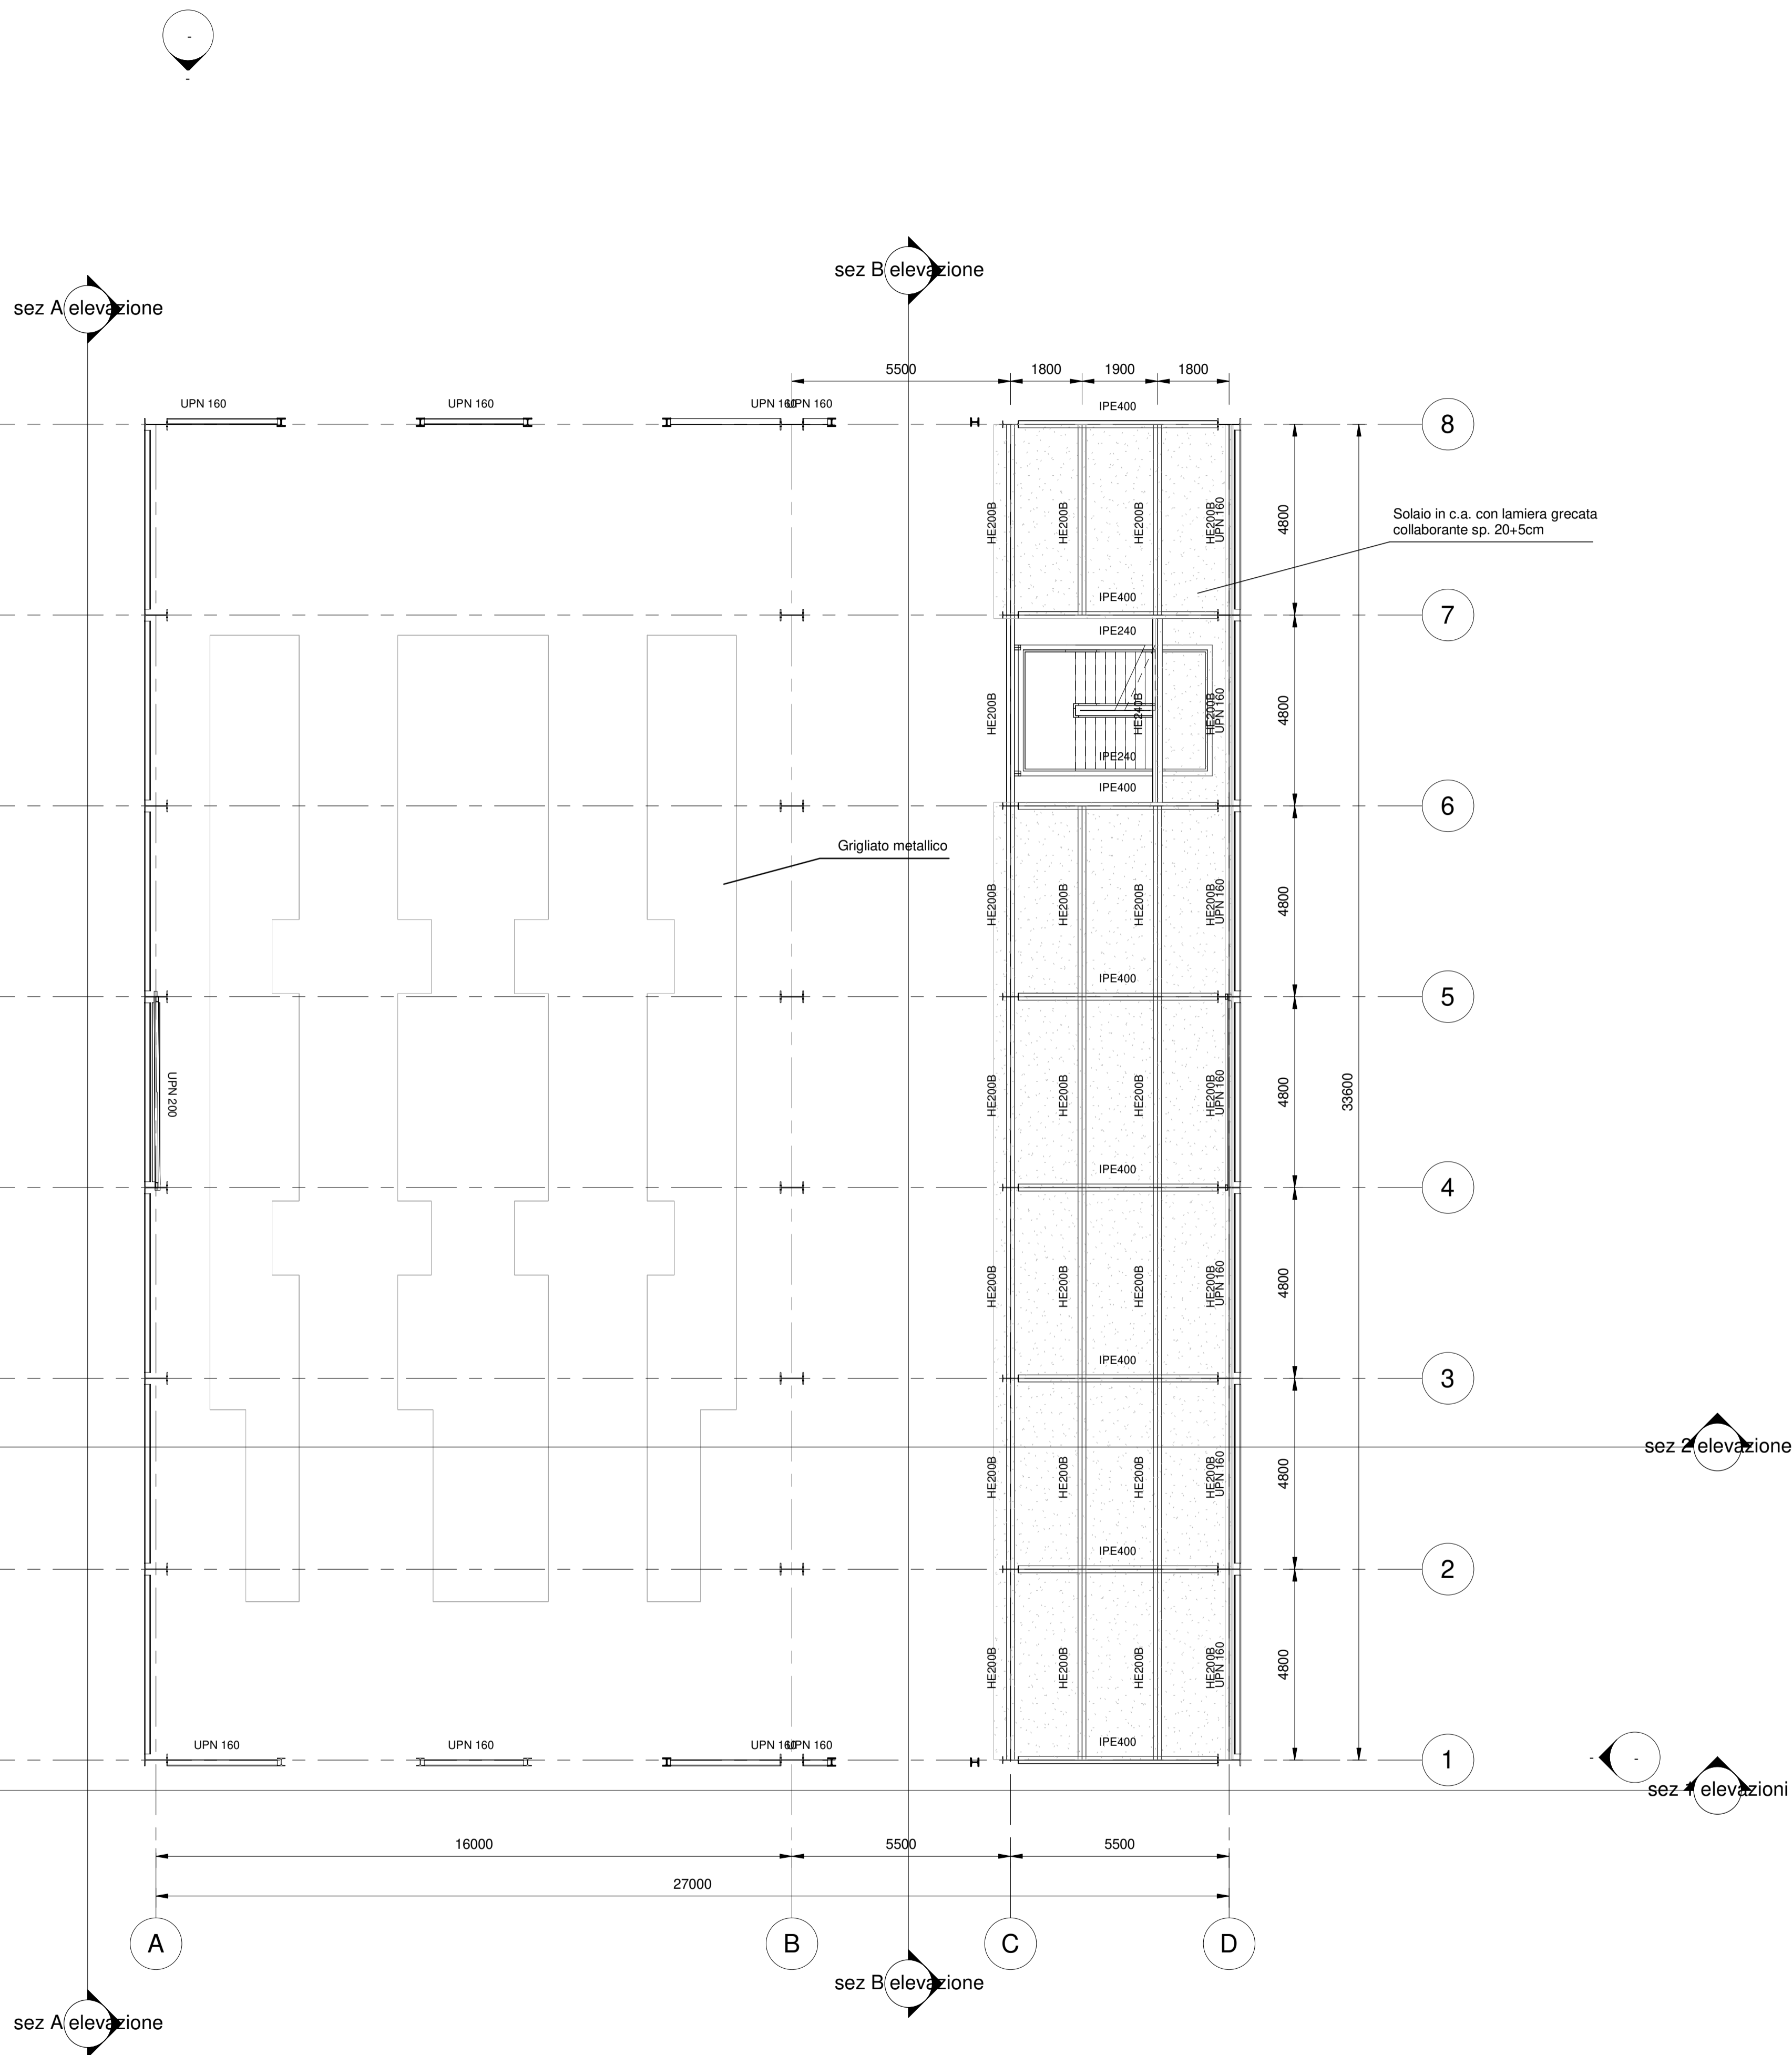 -
-
sez B elevazione
sez A elevazione
5500 1800 1900 1800
UPN 160 UPN 160 UPN 160 UPN 160 IPE400
8
HE200B HE200B HE200B HE200B UPN 160 4800
Solaio in c.a. con lamiera grecata
collaborante sp. 20+5cm
IPE400
7
IPE240
HE200B HE240B HE200B UPN 160 4800
IPE240
IPE400
6
Grigliato metallico
HE200B HE200B HE200B HE200B UPN 160 4800
IPE400
5
UPN 200
HE200B HE200B HE200B HE200B UPN 160 4800
33600
IPE400
4
HE200B HE200B HE200B HE200B UPN 160 4800
IPE400
3
sez 2 elevazione
HE200B HE200B HE200B HE200B UPN 160 4800
IPE400
2
HE200B HE200B HE200B HE200B UPN 160 4800
UPN 160 UPN 160 UPN 160 UPN 160 IPE400
1
- -
sez 1 elevazioni
16000 5500 5500
27000
A B C D
sez B elevazione
sez A elevazione